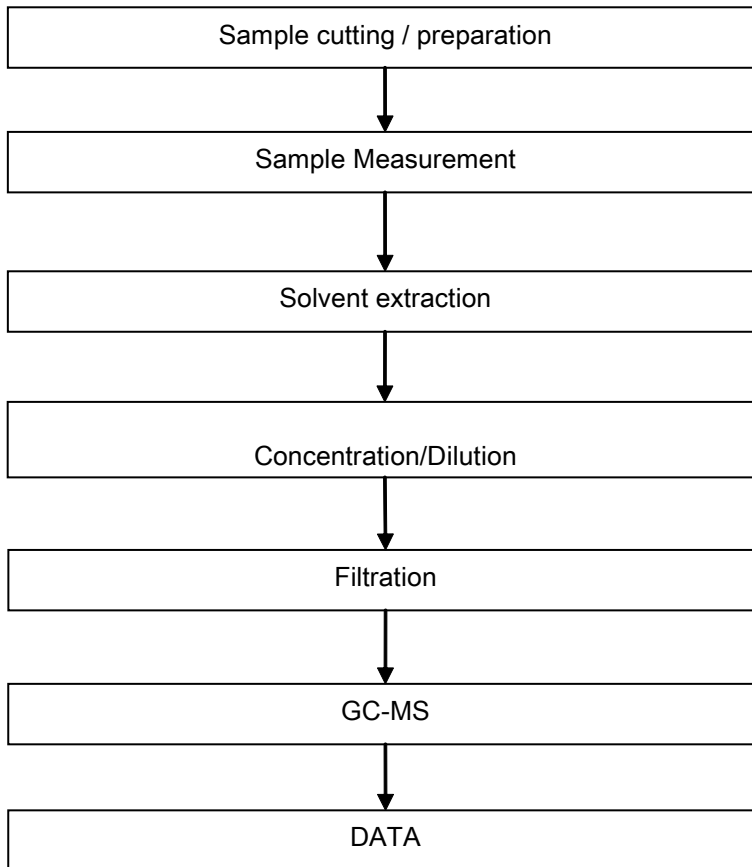 Sample cutting / preparation
Sample Measurement
Solvent extraction
Concentration/Dilution
Filtration
GC-MS
DATA